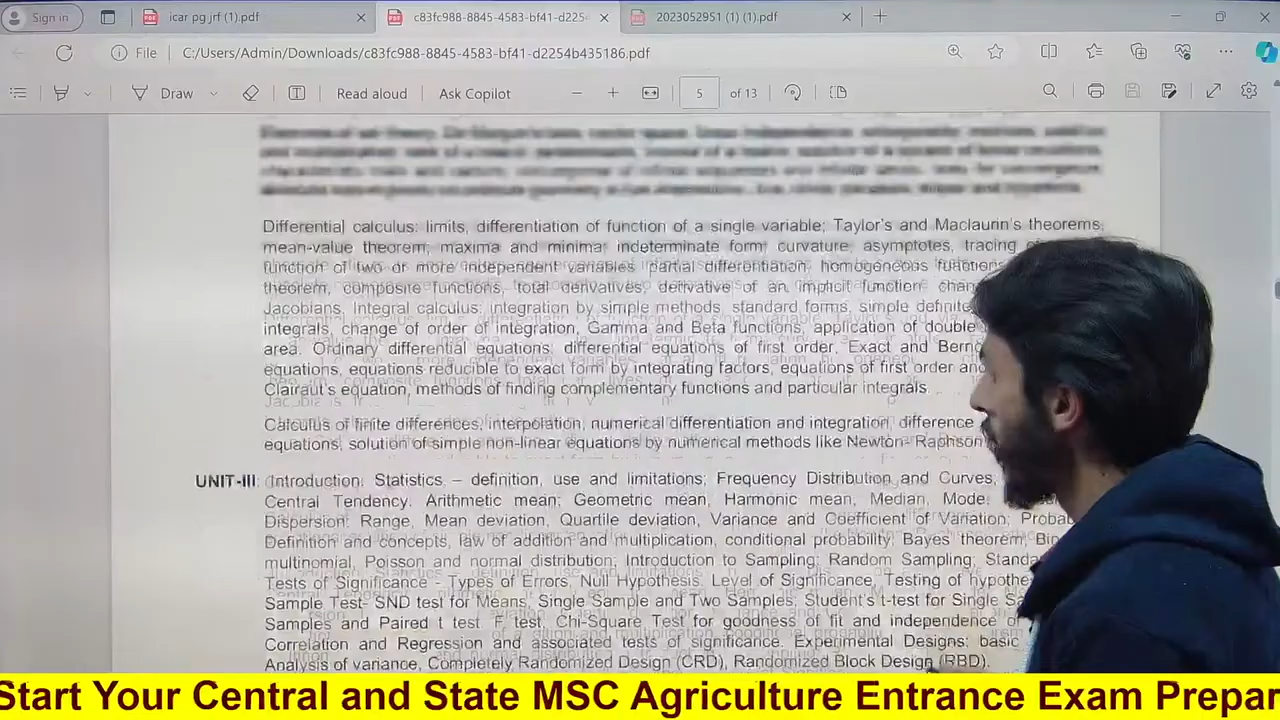 Sign in
icar pg jrf (1).pdf
c83fc988-8845-4583-bf41-d225
2023052951 (1) (1).pdf
File
C:/Users/Admin/Downloads/c83fc988-8845-4583-bf41-d2254b435186.pdf
Draw
Read aloud
Ask Copilot
5 of 13
Differential calculus: limits, differentiation of function of a single variable; Taylor's and Maclaurin's theorems,
mean-value theorem; maxima and minima; indeterminate form; curvature, asymptotes, tracing
function of two or more independent variables, partial differentiation, homogeneous functions
theorem, composite functions, total derivatives, derivative of an implicit function,
Jacobians, Integral calculus: integration by simple methods, standard forms, simple definite
integrals, change of order of integration, Gamma and Beta functions, application of double
area. Ordinary differential equations: differential equations of first order, Exact and
equations, equations reducible to exact form by integrating factors, equations of first order and
Clairaut's equation, methods of finding complementary functions and particular integrals.
Calculus of finite differences, interpolation, numerical differentiation and integration, difference
equations, solution of simple non-linear equations by numerical methods like Newton- Raphson
UNIT-III: Introduction: Statistics – definition, use and limitations; Frequency Distribution and Curves;
Central Tendency: Arithmetic mean; Geometric mean, Harmonic mean, Median, Mode;
Dispersion: Range, Mean deviation, Quartile deviation, Variance and Coefficient of Variation;
Definition and concepts, law of addition and multiplication, conditional probability, Bayes theorem;
multinomial, Poisson and normal distribution; Introduction to Sampling: Random Sampling;
Tests of Significance - Types of Errors, Null Hypothesis, Level of Significance, Testing of
Sample Test- SND test for Means, Single Sample and Two Samples; Student's t-test for Single
Samples and Paired t test. F test; Chi-Square Test for goodness of fit and independence of
Correlation and Regression and associated tests of significance. Experimental Designs: basic
Analysis of variance, Completely Randomized Design (CRD), Randomized Block Design (RBD).
Start Your Central and State MSC Agriculture Entrance Exam Prepar